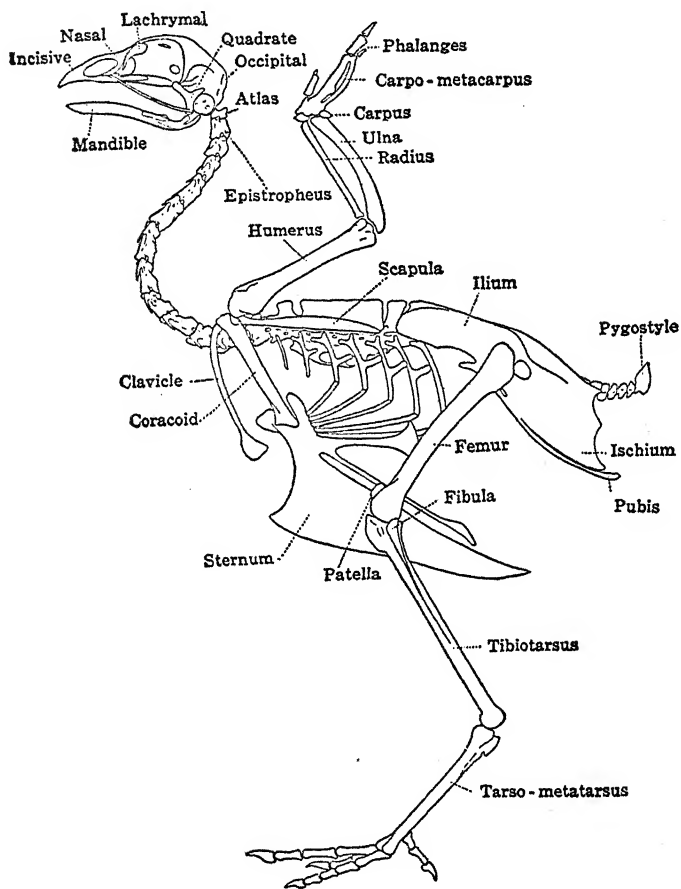 Lachrymal
Nasal
Incisive
Quadrate
Occipital
Phalanges
Carpo-metacarpus
Atlas
Carpus
Mandible
Ulna
Radius
Epistropheus
Humerus
Scapula
Ilium
Pygostyle
Clavicle
Coracoid
Femur
Ischium
Fibula
Pubis
Sternum
Patella
Tibiotarsus
Tarso-metatarsus